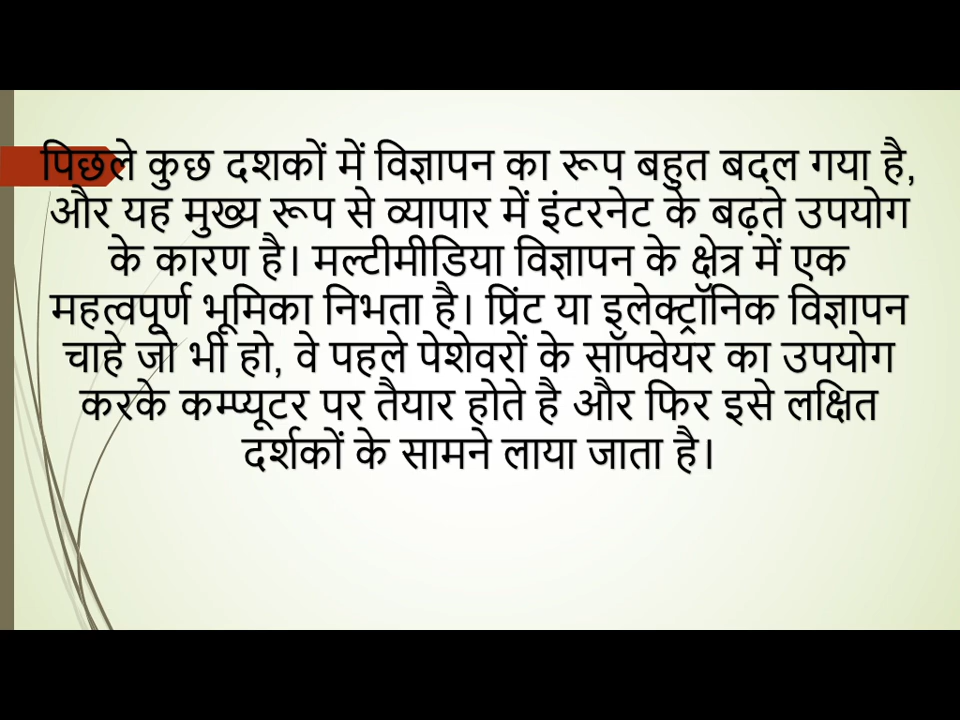 पिछले कुछ दशकों में विज्ञापन का रूप बहुत बदल गया है,
और यह मुख्य रूप से व्यापार में इंटरनेट के बढ़ते उपयोग
के कारण है। मल्टीमीडिया विज्ञापन के क्षेत्र में एक
महत्वपूर्ण भूमिका निभता है। प्रिंट या इलेक्ट्रॉनिक विज्ञापन
चाहे जो भी हो, वे पहले पेशेवरों के सॉफ्वेयर का उपयोग
करके कम्प्यूटर पर तैयार होते है और फिर इसे लक्षित
दर्शकों के सामने लाया जाता है।